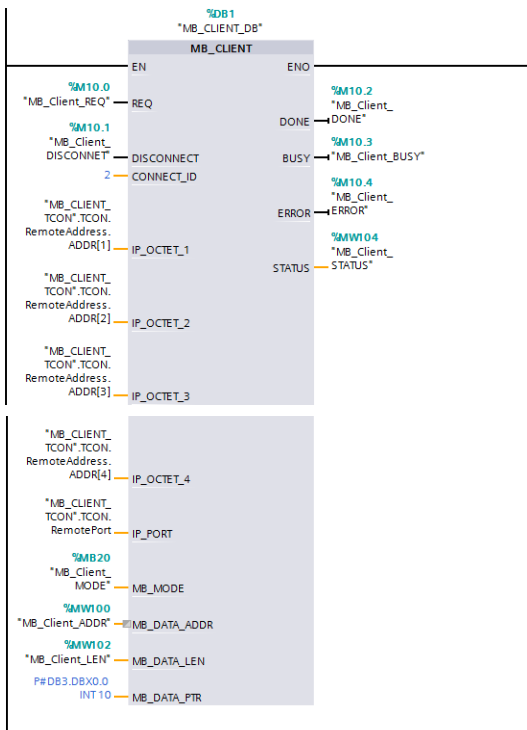 %DB1
"MB_CLIENT_DB"
MB_CLIENT
EN
ENO
%M10.0
"MB_Client_REQ"
REQ
%M10.2
"MB_Client_
DONE"
DONE
%M10.1
"MB_Client_
DISCONNET"
DISCONNECT
%M10.3
"MB_Client_BUSY"
BUSY
2
CONNECT_ID
%M10.4
"MB_Client_
ERROR"
ERROR
"MB_CLIENT_
TCON".TCON.
RemoteAddress.
ADDR[1]
IP_OCTET_1
%MW104
"MB_Client_
STATUS"
STATUS
"MB_CLIENT_
TCON".TCON.
RemoteAddress.
ADDR[2]
IP_OCTET_2
"MB_CLIENT_
TCON".TCON.
RemoteAddress.
ADDR[3]
IP_OCTET_3
"MB_CLIENT_
TCON".TCON.
RemoteAddress.
ADDR[4]
IP_OCTET_4
"MB_CLIENT_
TCON".TCON.
RemotePort
IP_PORT
%MB20
"MB_Client_
MODE"
MB_MODE
%MW100
"MB_Client_ADDR"
MB_DATA_ADDR
%MW102
"MB_Client_LEN"
MB_DATA_LEN
P#DB3.DBX0.0
INT 10
MB_DATA_PTR